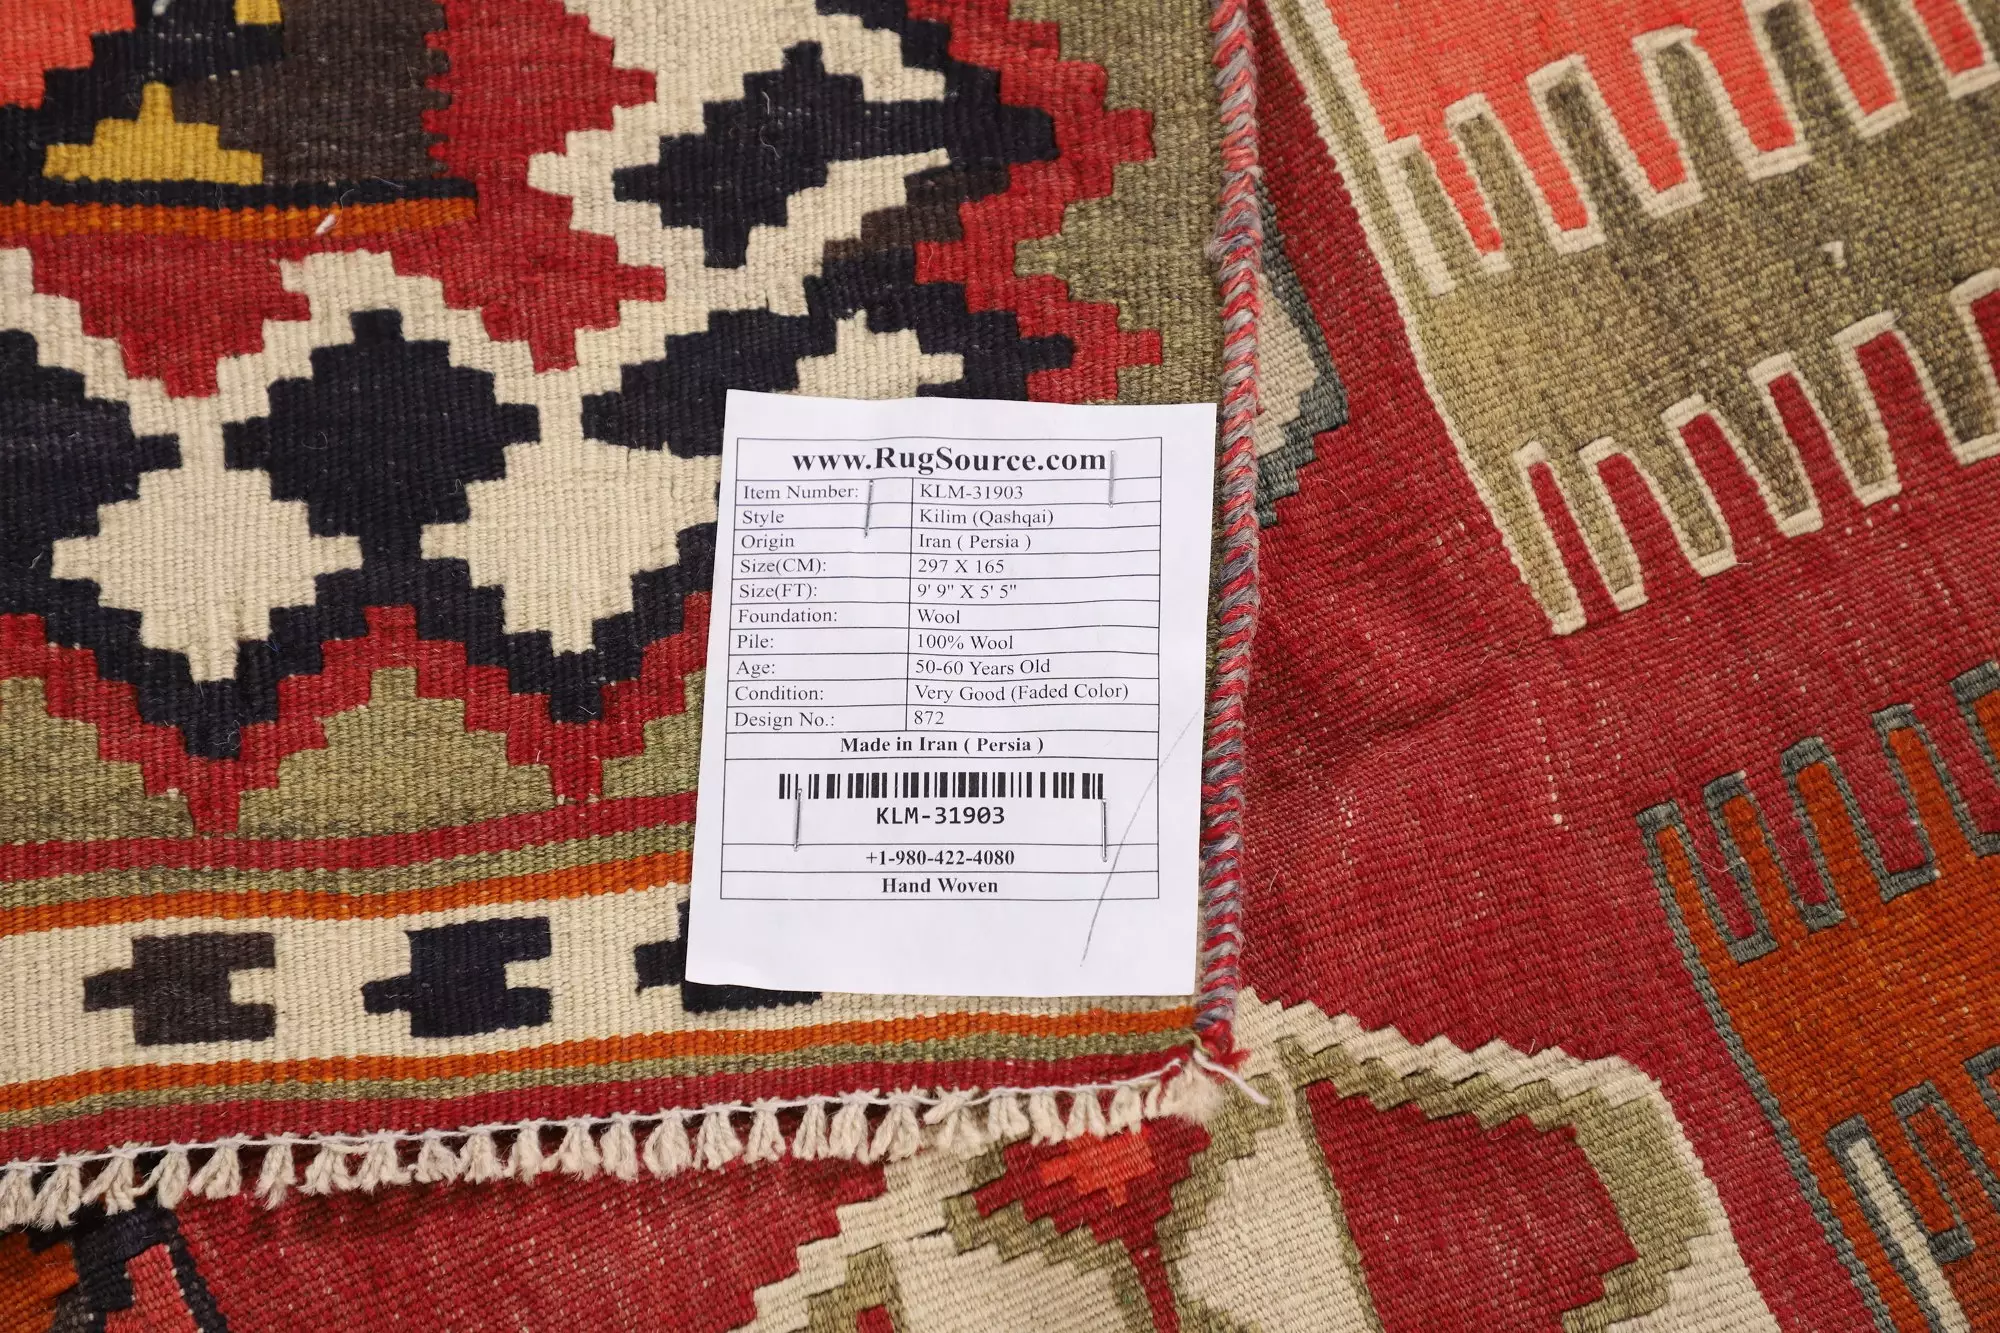 www.RugSource.com
Item Number: KLM-31903
Style Kilim (Qashqai)
Origin Iran ( Persia )
Size(CM): 297 X 165
Size(FT): 9' 9" X 5' 5"
Foundation: Wool
Pile: 100% Wool
Age: 50-60 Years Old
Condition: Very Good (Faded Color)
Design No.: 872
Made in Iran ( Persia )
KLM-31903
+1-980-422-4080
Hand Woven